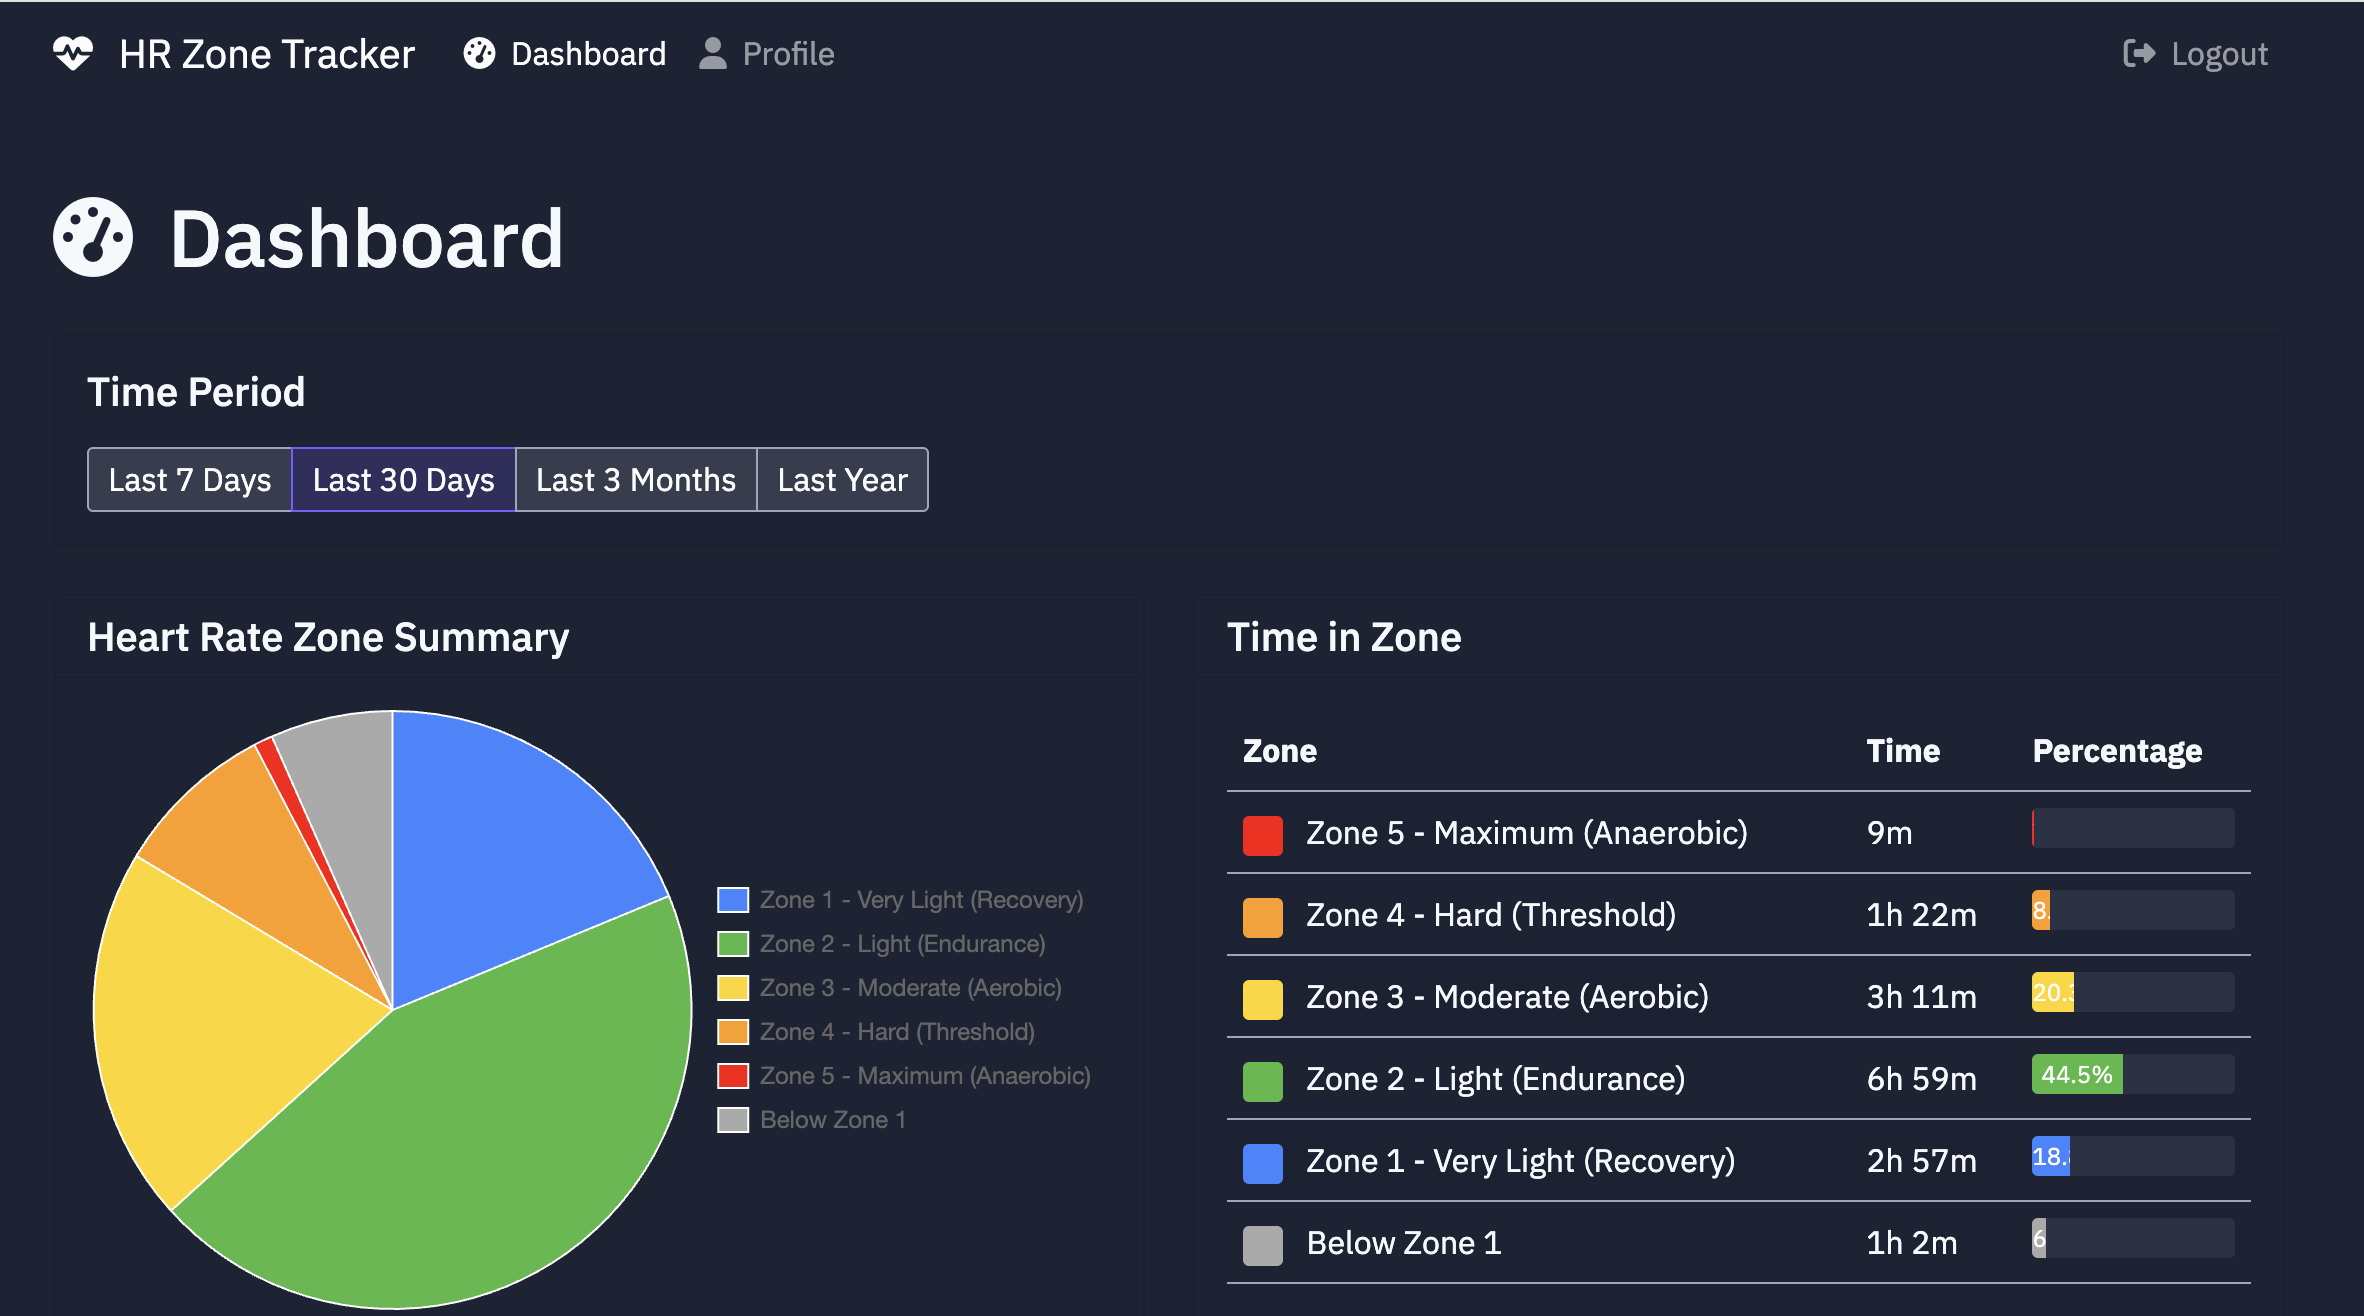 HR Zone Tracker Dashboard Profile Logout
Dashboard
Time Period
Last 7 Days Last 30 Days Last 3 Months Last Year
Heart Rate Zone Summary
Zone 1 - Very Light (Recovery)
Zone 2 - Light (Endurance)
Zone 3 - Moderate (Aerobic)
Zone 4 - Hard (Threshold)
Zone 5 - Maximum (Anaerobic)
Below Zone 1
Time in Zone
Zone Time Percentage
Zone 5 - Maximum (Anaerobic) 9m
Zone 4 - Hard (Threshold) 1h 22m 8.
Zone 3 - Moderate (Aerobic) 3h 11m 20.
Zone 2 - Light (Endurance) 6h 59m 44.5%
Zone 1 - Very Light (Recovery) 2h 57m 18.
Below Zone 1 1h 2m 6